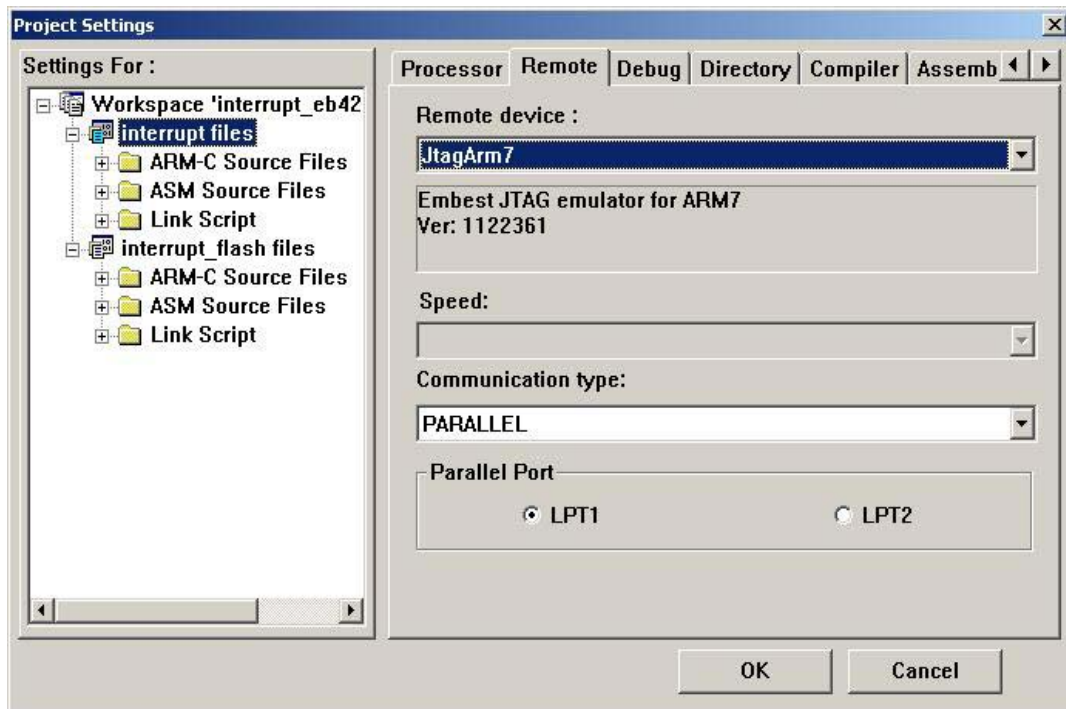 Project Settings
Settings For :
Workspace 'interrupt_eb42
interrupt files
ARM-C Source Files
ASM Source Files
Link Script
interrupt_flash files
ARM-C Source Files
ASM Source Files
Link Script
Processor Remote Debug Directory Compiler Assemb
Remote device :
JtagArm7
Embest JTAG emulator for ARM7
Ver: 1122361
Speed:
Communication type:
PARALLEL
Parallel Port
LPT1 LPT2
OK Cancel